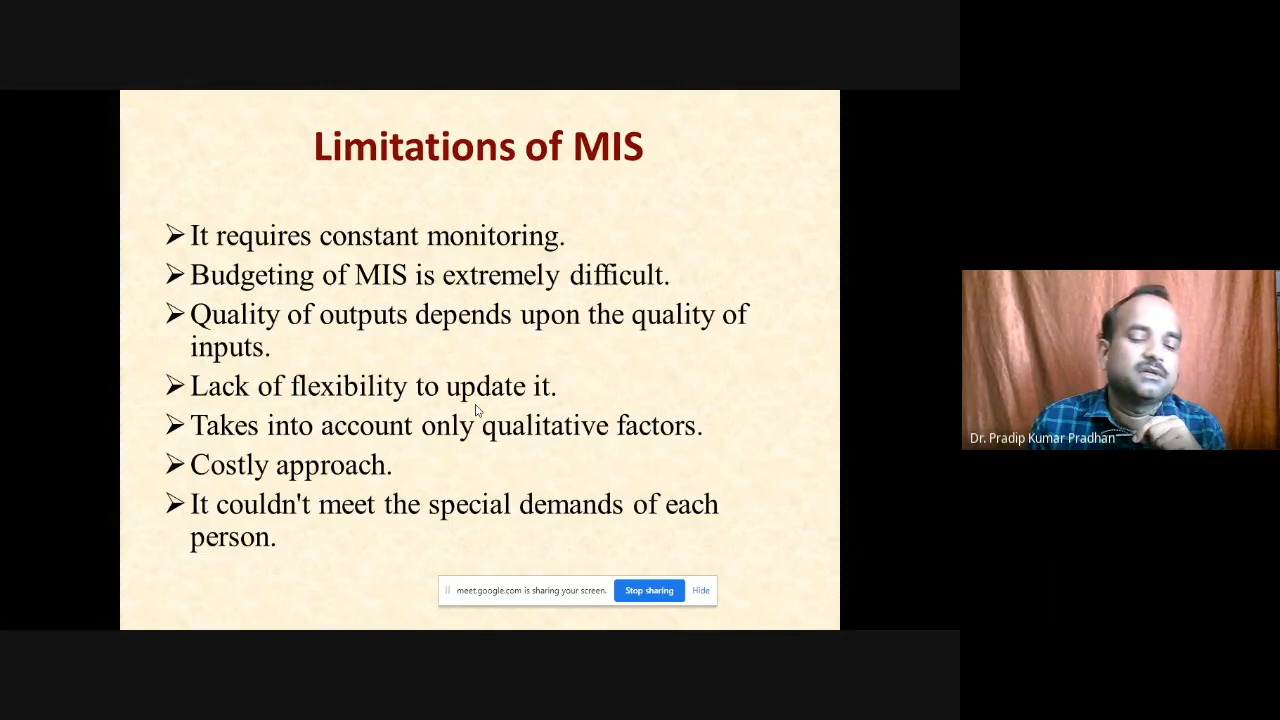 Limitations of MIS
It requires constant monitoring.
Budgeting of MIS is extremely difficult.
Quality of outputs depends upon the quality of
inputs.
Lack of flexibility to update it.
Takes into account only qualitative factors.
Costly approach.
It couldn't meet the special demands of each
person.
meet.google.com is sharing your screen. Stop sharing Hide
Dr. Pradip Kumar Pradhan